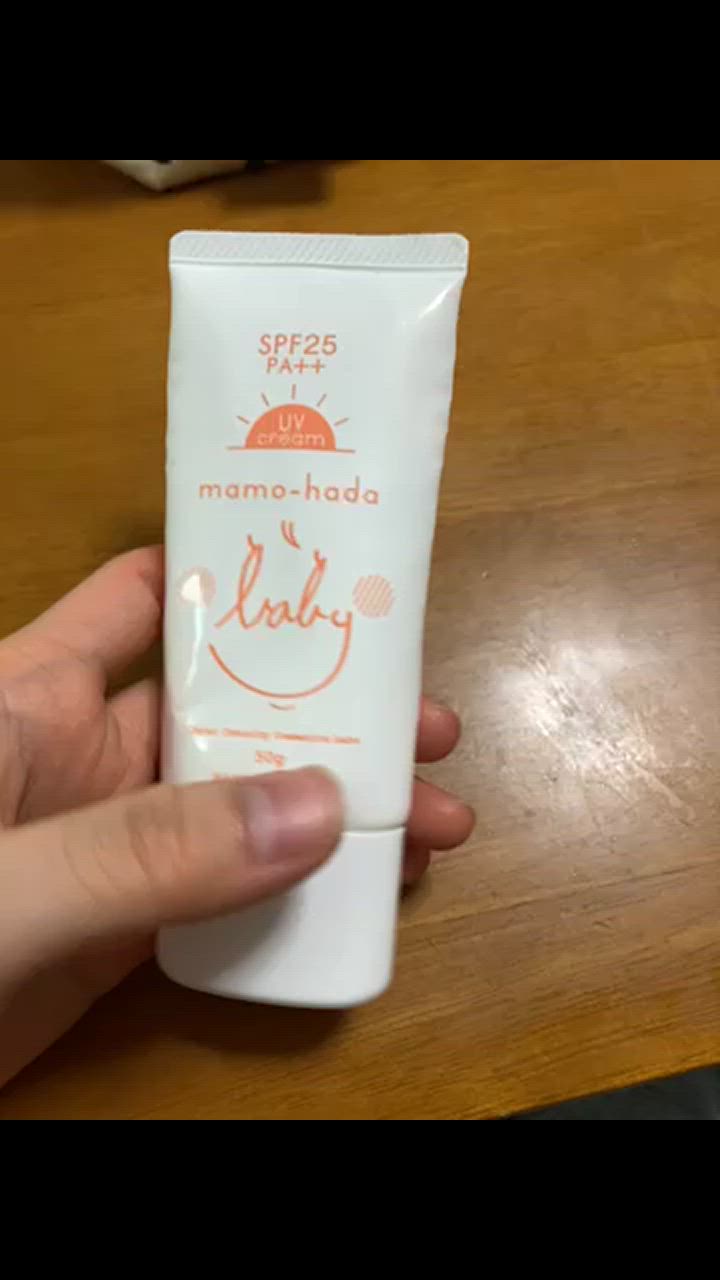 SPF25
PA++
UV
cream
mamo-hada
baby
50g